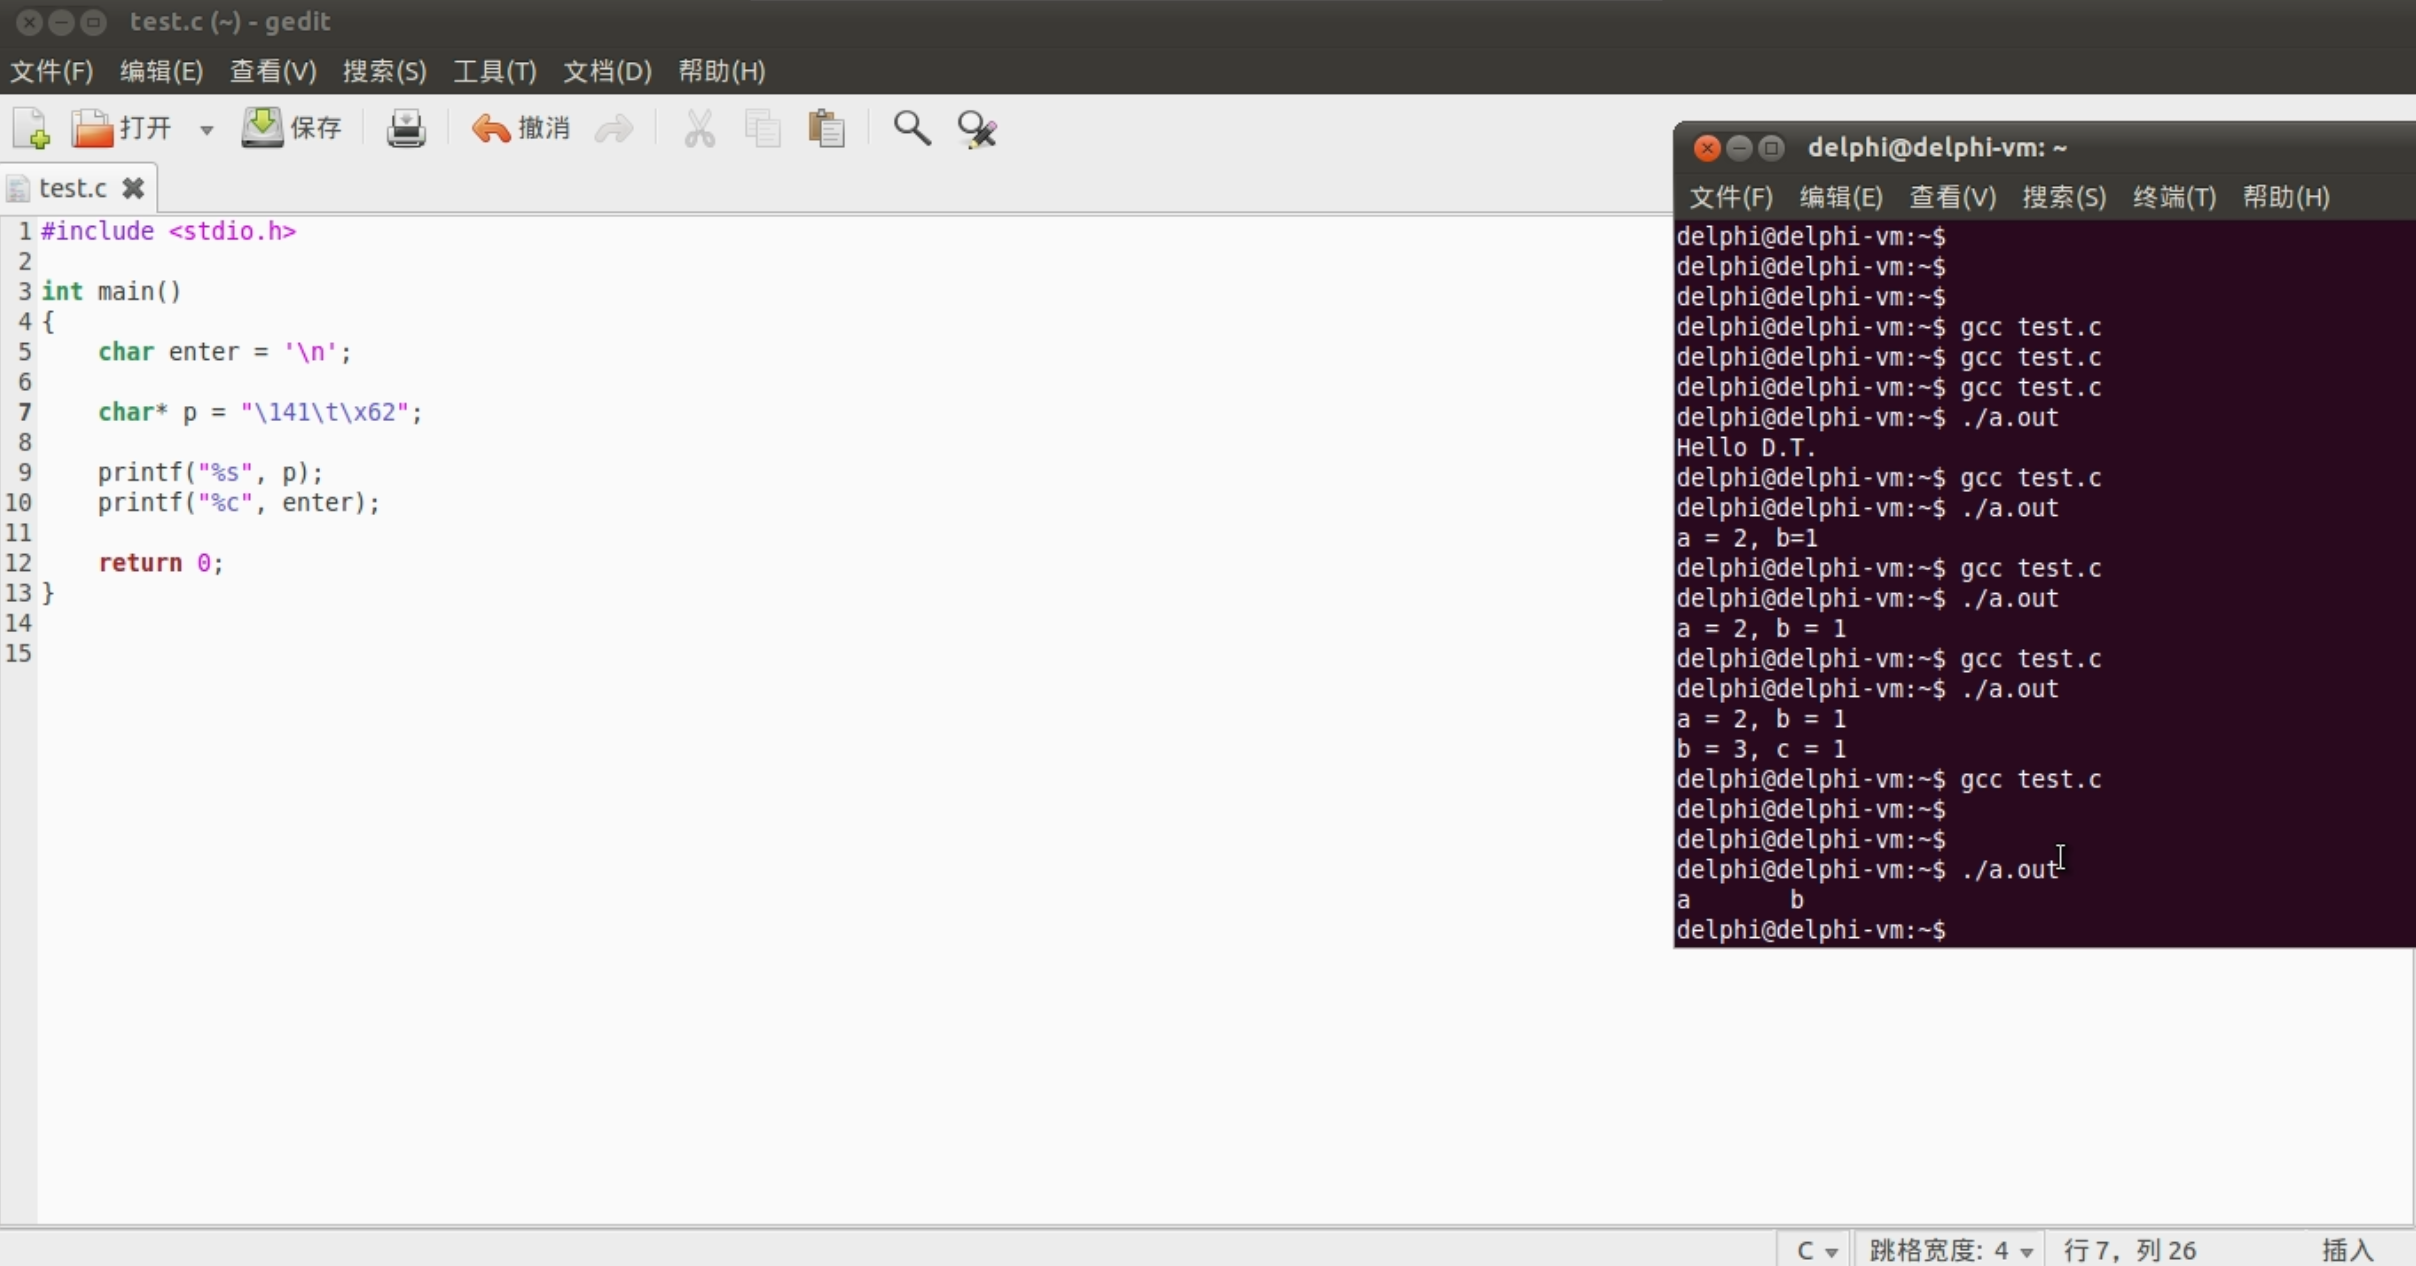 test.c (~) - gedit
文件(F) 编辑(E) 查看(V) 搜索(S) 工具(T) 文档(D) 帮助(H)
打开 保存 撤消
test.c
1 #include <stdio.h>
2
3 int main()
4 {
5     char enter = '\n';
6
7     char* p = "\141\t\x62";
8
9     printf("%s", p);
10     printf("%c", enter);
11
12     return 0;
13 }
14
15
delphi@delphi-vm: ~
文件(F) 编辑(E) 查看(V) 搜索(S) 终端(T) 帮助(H)
delphi@delphi-vm:~$
delphi@delphi-vm:~$
delphi@delphi-vm:~$
delphi@delphi-vm:~$ gcc test.c
delphi@delphi-vm:~$ gcc test.c
delphi@delphi-vm:~$ gcc test.c
delphi@delphi-vm:~$ ./a.out
Hello D.T.
delphi@delphi-vm:~$ gcc test.c
delphi@delphi-vm:~$ ./a.out
a = 2, b=1
delphi@delphi-vm:~$ gcc test.c
delphi@delphi-vm:~$ ./a.out
a = 2, b = 1
delphi@delphi-vm:~$ gcc test.c
delphi@delphi-vm:~$ ./a.out
a = 2, b = 1
b = 3, c = 1
delphi@delphi-vm:~$ gcc test.c
delphi@delphi-vm:~$
delphi@delphi-vm:~$
delphi@delphi-vm:~$ ./a.out
a       b
delphi@delphi-vm:~$
C 跳格宽度: 4 行 7，列 26 插入